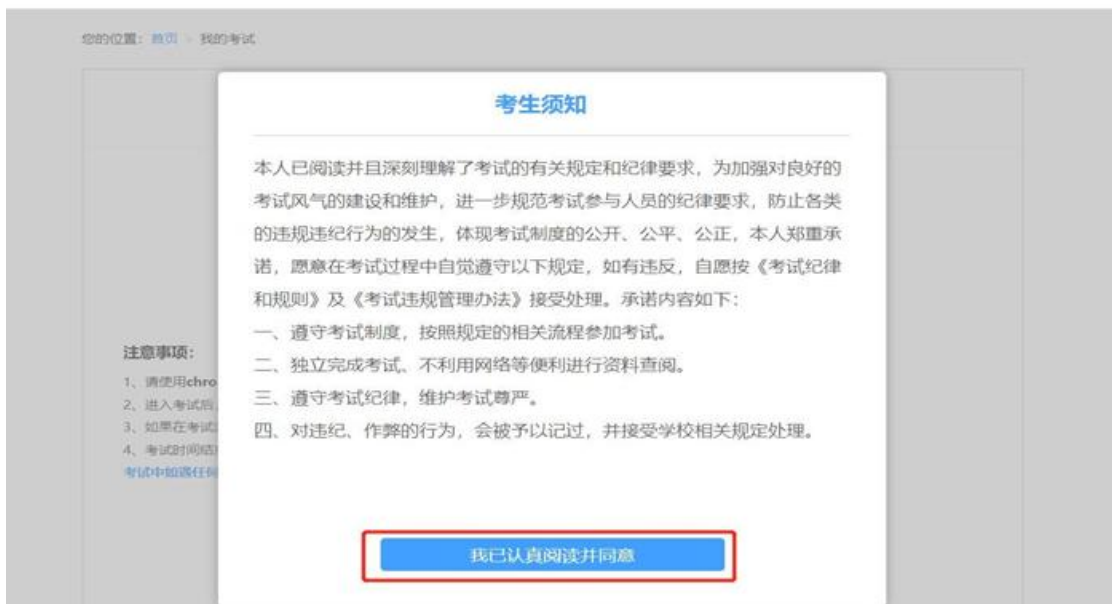 您的位置：首页 > 我的考试
考生须知
本人已阅读并且深刻理解了考试的有关规定和纪律要求，为加强对良好的
考试风气的建设和维护，进一步规范考试参与人员的纪律要求，防止各类
的违规违纪行为的发生，体现考试制度的公开、公平、公正，本人郑重承
诺，愿意在考试过程中自觉遵守以下规定，如有违反，自愿按《考试纪律
和规则》及《考试违规管理办法》接受处理。承诺内容如下：
一、遵守考试制度，按照规定的相关流程参加考试。
二、独立完成考试、不利用网络等便利进行资料查阅。
三、遵守考试纪律，维护考试尊严。
四、对违纪、作弊的行为，会被予以记过，并接受学校相关规定处理。
注意事项：
1、请使用chro
2、进入考试后
3、如果在考试
4、考试时间结
考试中如遇任何
我已认真阅读并同意